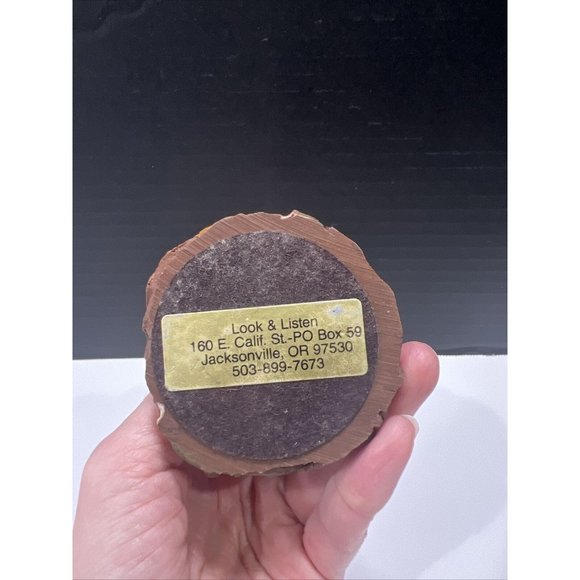 Look & Listen
160 E. Calif. St.-PO Box 59
Jacksonville, OR 97530
503-899-7673